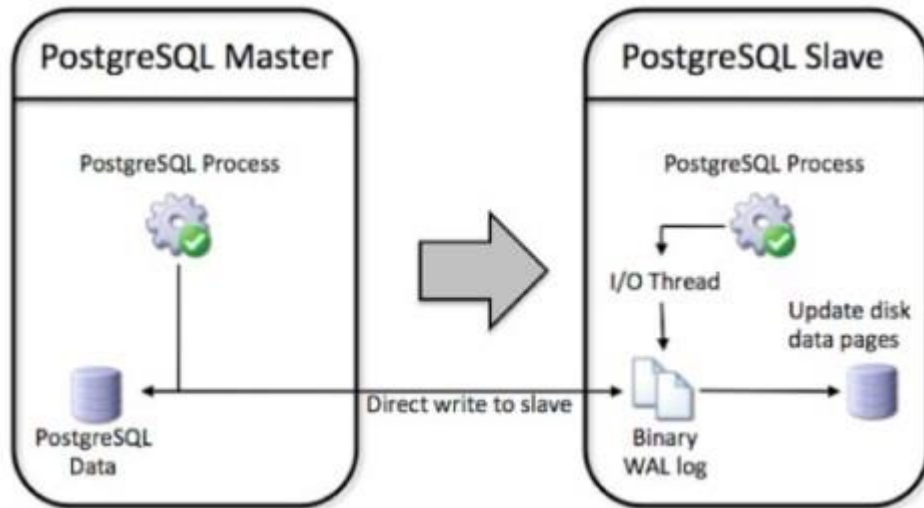 PostgreSQL Master
PostgreSQL Process
PostgreSQL
Data
Direct write to slave
PostgreSQL Slave
PostgreSQL Process
I/O Thread
Update disk
data pages
Binary
WAL log